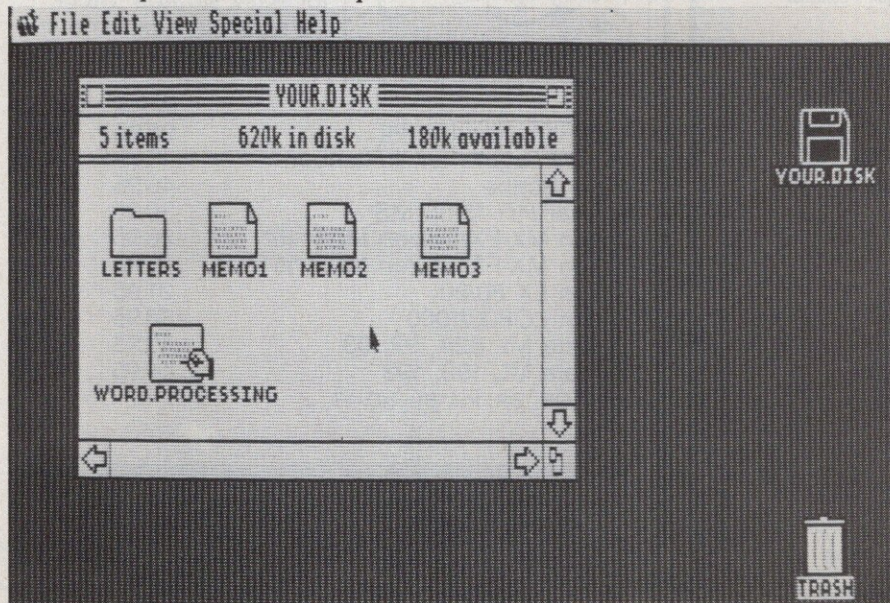 File Edit View Special Help
YOUR.DISK
5 items 620k in disk 180k available
YOUR.DISK
LETTERS MEMO1 MEMO2 MEMO3
WORD.PROCESSING
TRASH